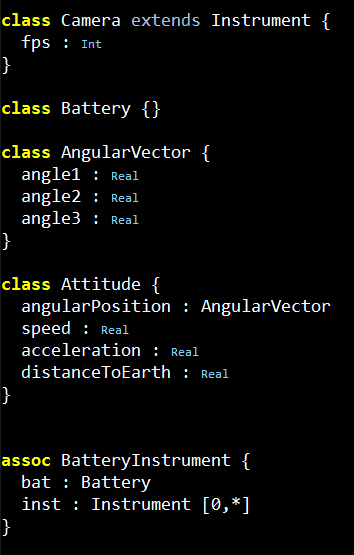 class Camera extends Instrument {
fps : Int
}
class Battery {}
class AngularVector {
angle1 : Real
angle2 : Real
angle3 : Real
}
class Attitude {
angularPosition : AngularVector
speed : Real
acceleration : Real
distanceToEarth : Real
}
assoc BatteryInstrument {
bat : Battery
inst : Instrument [0,*]
}